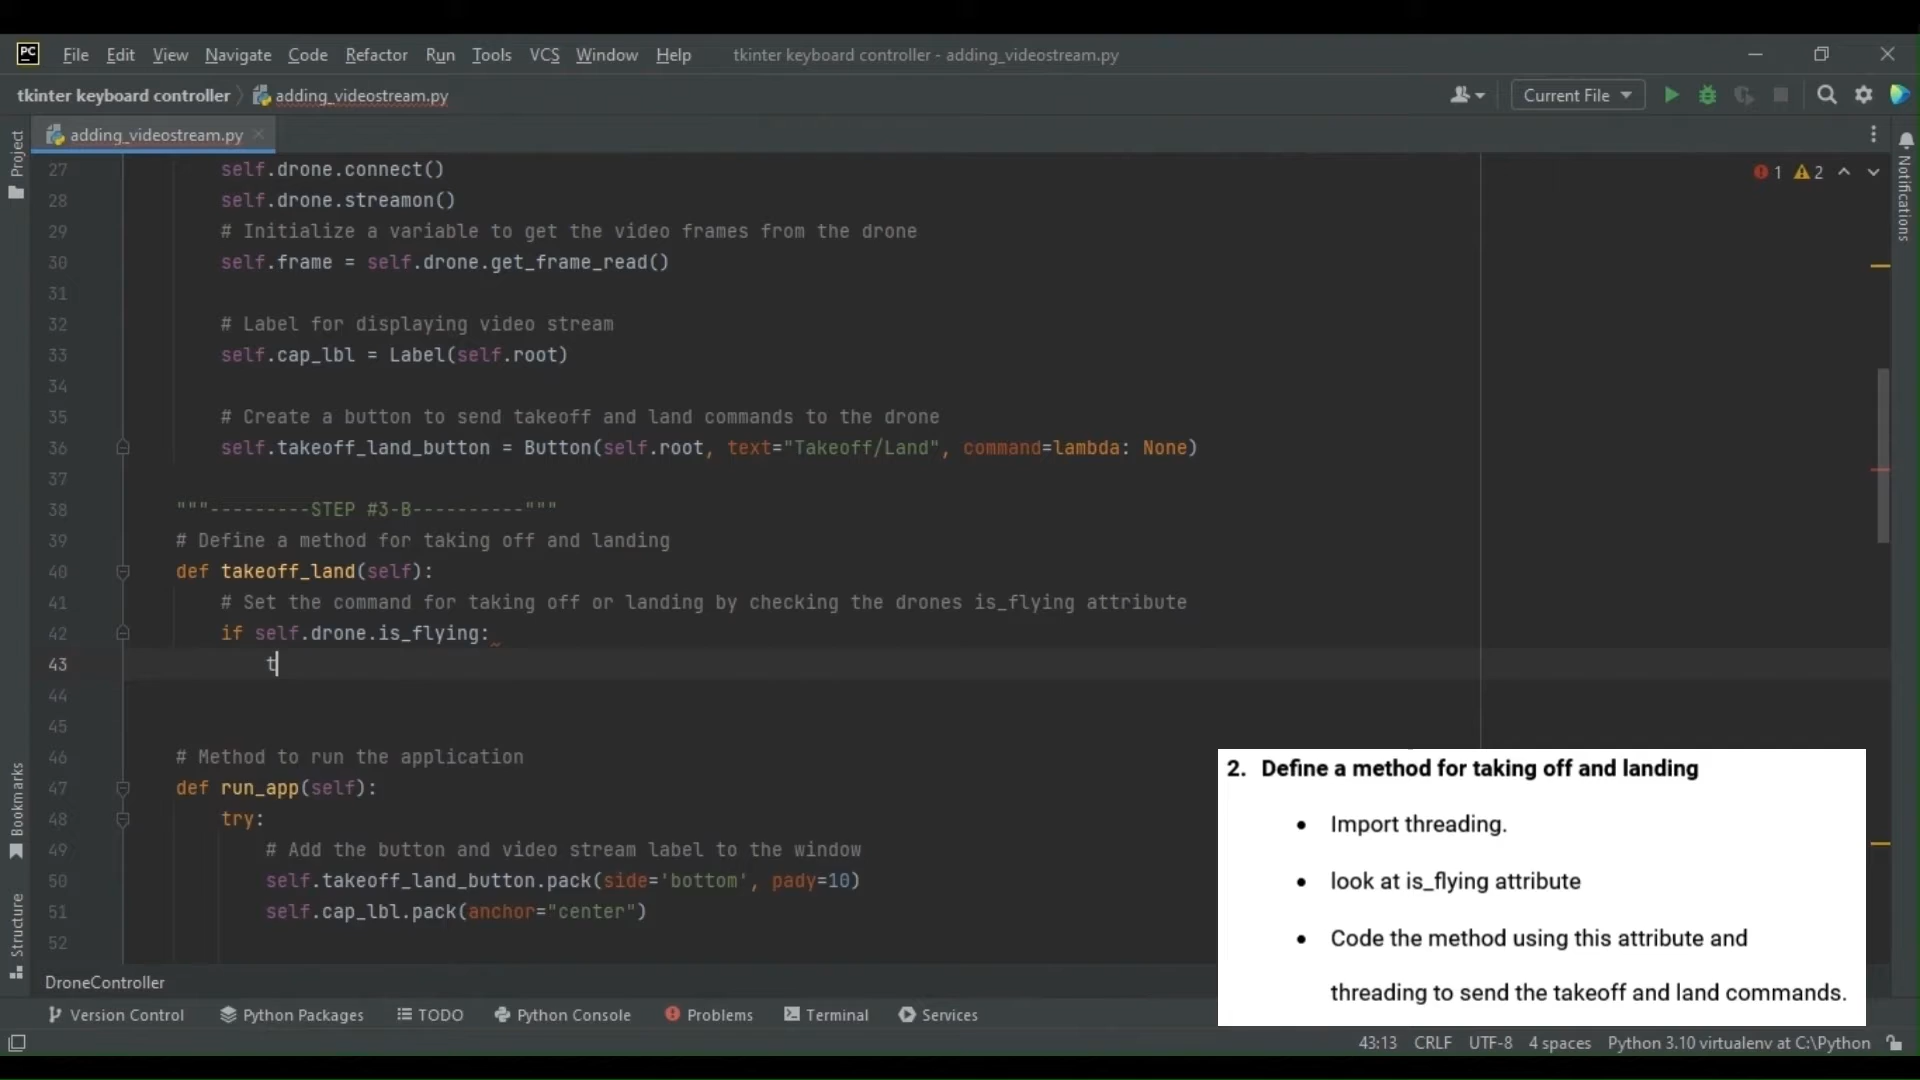 PC File Edit View Navigate Code Refactor Run Tools VCS Window Help tkinter keyboard controller - adding_videostream.py
tkinter keyboard controller adding_videostream.py Current File
adding_videostream.py
Project
Notifications
1 2
27 self.drone.connect()
28 self.drone.streamon()
29 # Initialize a variable to get the video frames from the drone
30 self.frame = self.drone.get_frame_read()
31
32 # Label for displaying video stream
33 self.cap_lbl = Label(self.root)
34
35 # Create a button to send takeoff and land commands to the drone
36 self.takeoff_land_button = Button(self.root, text="Takeoff/Land", command=lambda: None)
37
38 """---------STEP #3-B----------"""
39 # Define a method for taking off and landing
40 def takeoff_land(self):
41 # Set the command for taking off or landing by checking the drones is_flying attribute
42 if self.drone.is_flying:
43 t
44
45
46 # Method to run the application
47 def run_app(self):
48 try:
49 # Add the button and video stream label to the window
50 self.takeoff_land_button.pack(side='bottom', pady=10)
51 self.cap_lbl.pack(anchor="center")
52
Bookmarks
Structure
2. Define a method for taking off and landing
• Import threading.
• look at is_flying attribute
• Code the method using this attribute and
threading to send the takeoff and land commands.
DroneController
Version Control Python Packages TODO Python Console Problems Terminal Services
43:13 CRLF UTF-8 4 spaces Python 3.10 virtualenv at C:\Python